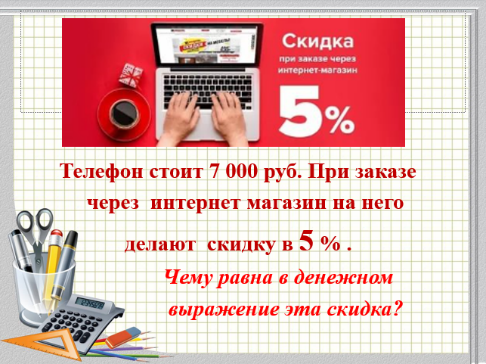 Скидка
при заказе через
интернет-магазин
5%
Телефон стоит 7 000 руб. При заказе
через интернет магазин на него
делают скидку в 5 % .
Чему равна в денежном
выражение эта скидка?